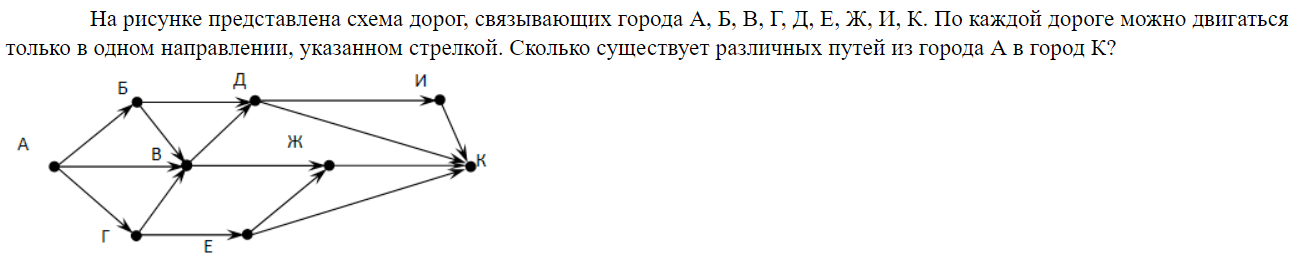 На рисунке представлена схема дорог, связывающих города А, Б, В, Г, Д, Е, Ж, И, К. По каждой дороге можно двигаться
только в одном направлении, указанном стрелкой. Сколько существует различных путей из города А в город К?
Б
Д
И
А
В
Ж
К
Г
Е